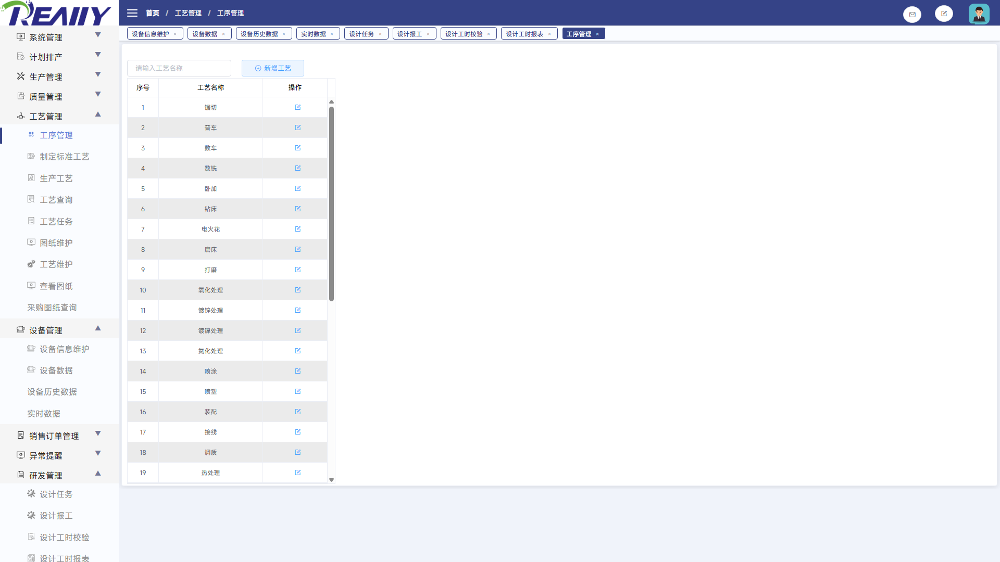 REALLY
首页 / 工艺管理 / 工序管理
设备信息维护 × 设备数据 × 设备历史数据 × 实时数据 × 设计任务 × 设计报工 × 设计工时校验 × 设计工时报表 × 工序管理 ×
系统管理
计划排产
生产管理
质量管理
工艺管理
工序管理
制定标准工艺
生产工艺
工艺查询
工艺任务
图纸维护
工艺维护
查看图纸
采购图纸查询
设备管理
设备信息维护
设备数据
设备历史数据
实时数据
销售订单管理
异常提醒
研发管理
设计任务
设计报工
设计工时校验
设计工时报表
请输入工艺名称 新增工艺
序号 工艺名称 操作
1 锯切
2 普车
3 数车
4 数铣
5 卧加
6 钻床
7 电火花
8 磨床
9 打磨
10 氧化处理
11 镀锌处理
12 镀镍处理
13 氮化处理
14 喷涂
15 喷塑
16 装配
17 接线
18 调质
19 热处理